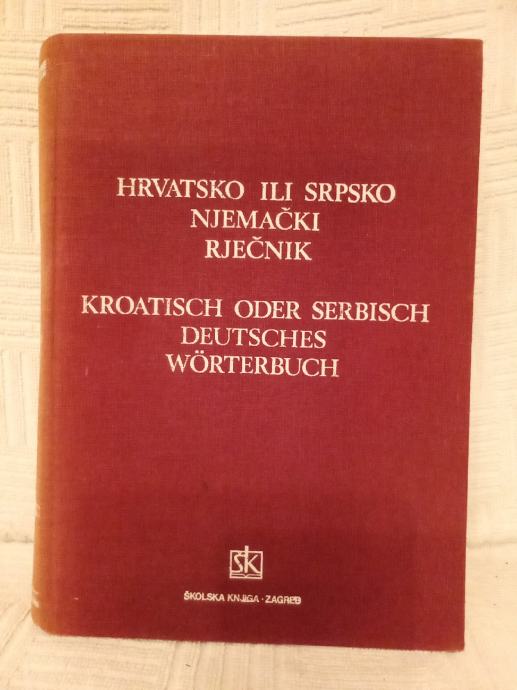 HRVATSKO ILI SRPSKO
NJEMAČKI
RJEČNIK
KROATISCH ODER SERBISCH
DEUTSCHES
WÖRTERBUCH
ŠK
ŠKOLSKA KNJIGA · ZAGREB